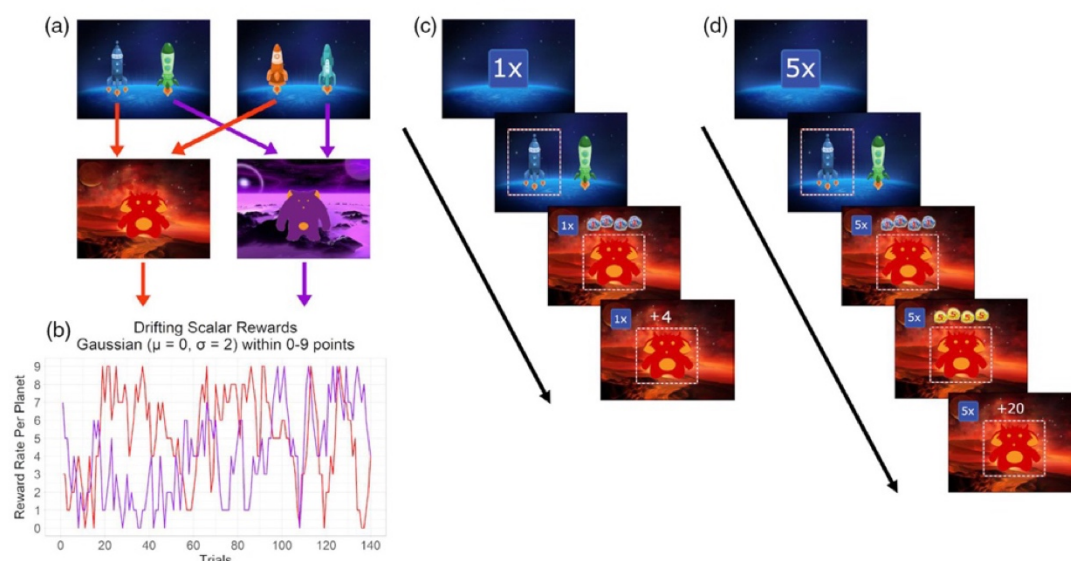 (a)
(b)
Drifting Scalar Rewards
Gaussian (μ = 0, σ = 2) within 0-9 points
Reward Rate Per Planet
9
8
7
6
5
4
3
2
1
0
0 20 40 60 80 100 120 140
Trials
(c)
1x
1x
1x +4
(d)
5x
5x
5x
5x +20